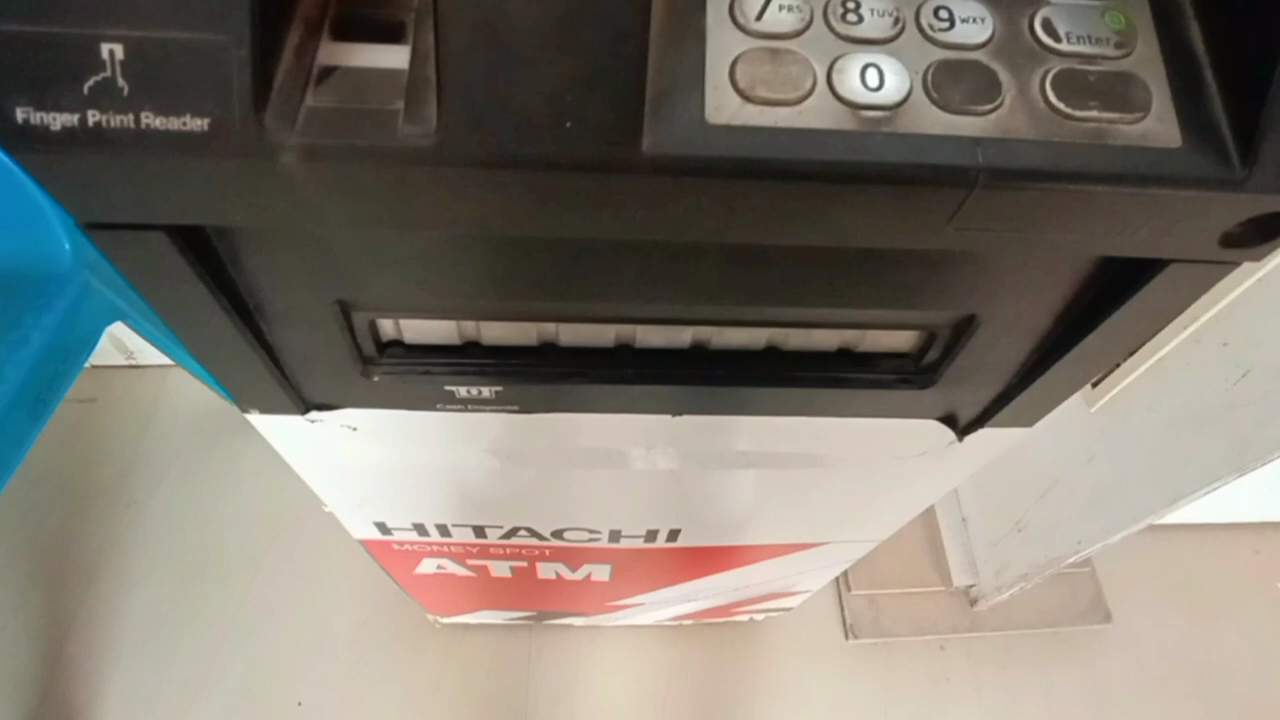 7 PRS 8 TUV 9 WXY Enter
0
Finger Print Reader
Cash Dispenser
HITACHI
MONEY SPOT
ATM